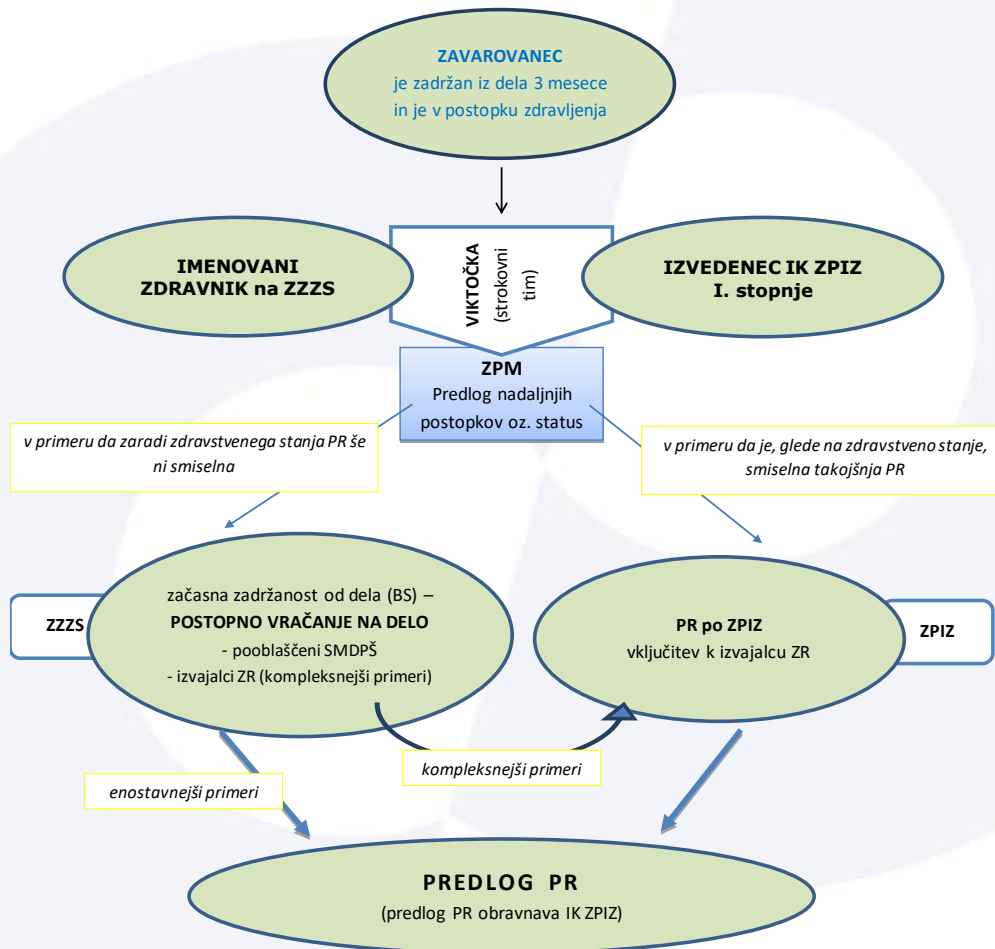 ZAVAROVANEC
je zadržan iz dela 3 mesece
in je v postopku zdravljenja
IMENOVANI
ZDRAVNIK na ZZZS
VIKTOČKA
(strokovni
tim)
IZVEDENEC IK ZPIZ
I. stopnje
ZPM
Predlog nadaljnjih
postopkov oz. status
v primeru da zaradi zdravstvenega stanja PR še
ni smiselna
v primeru da je, glede na zdravstveno stanje,
smiselna takojšnja PR
ZZZS
začasna zadržanost od dela (BS) –
POSTOPNO VRAČANJE NA DELO
- pooblaščeni SMDPŠ
- izvajalci ZR (kompleksnejši primeri)
PR po ZPIZ
vključitev k izvajalcu ZR
ZPIZ
kompleksnejši primeri
enostavnejši primeri
PREDLOG PR
(predlog PR obravnava IK ZPIZ)